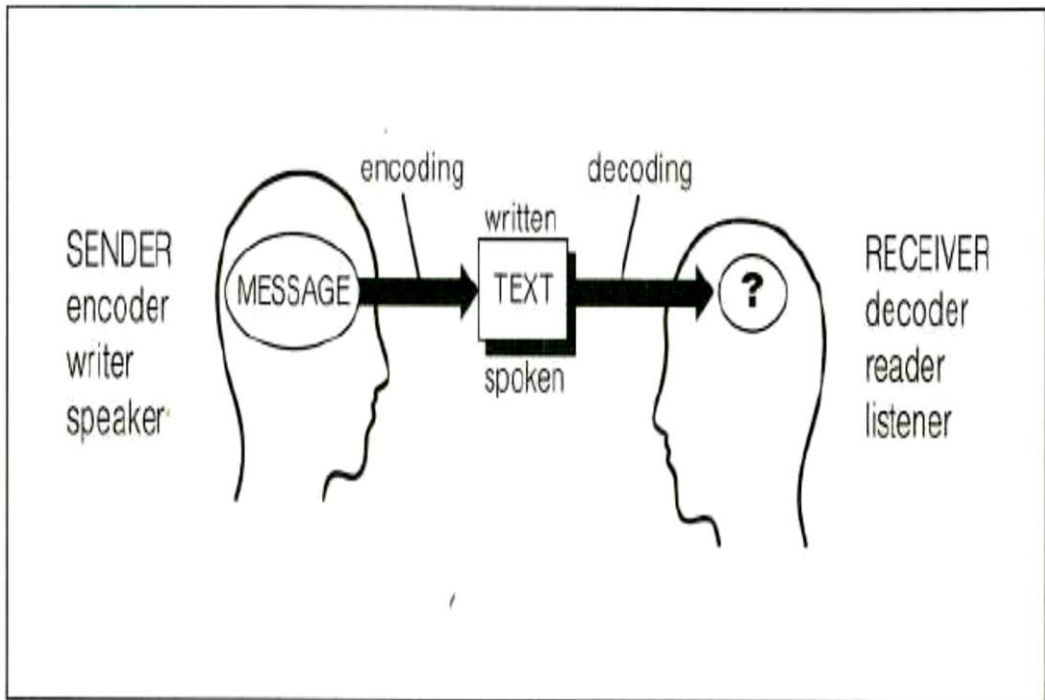 encoding
decoding
written
SENDER
encoder
writer
speaker
MESSAGE
TEXT
spoken
?
RECEIVER
decoder
reader
listener